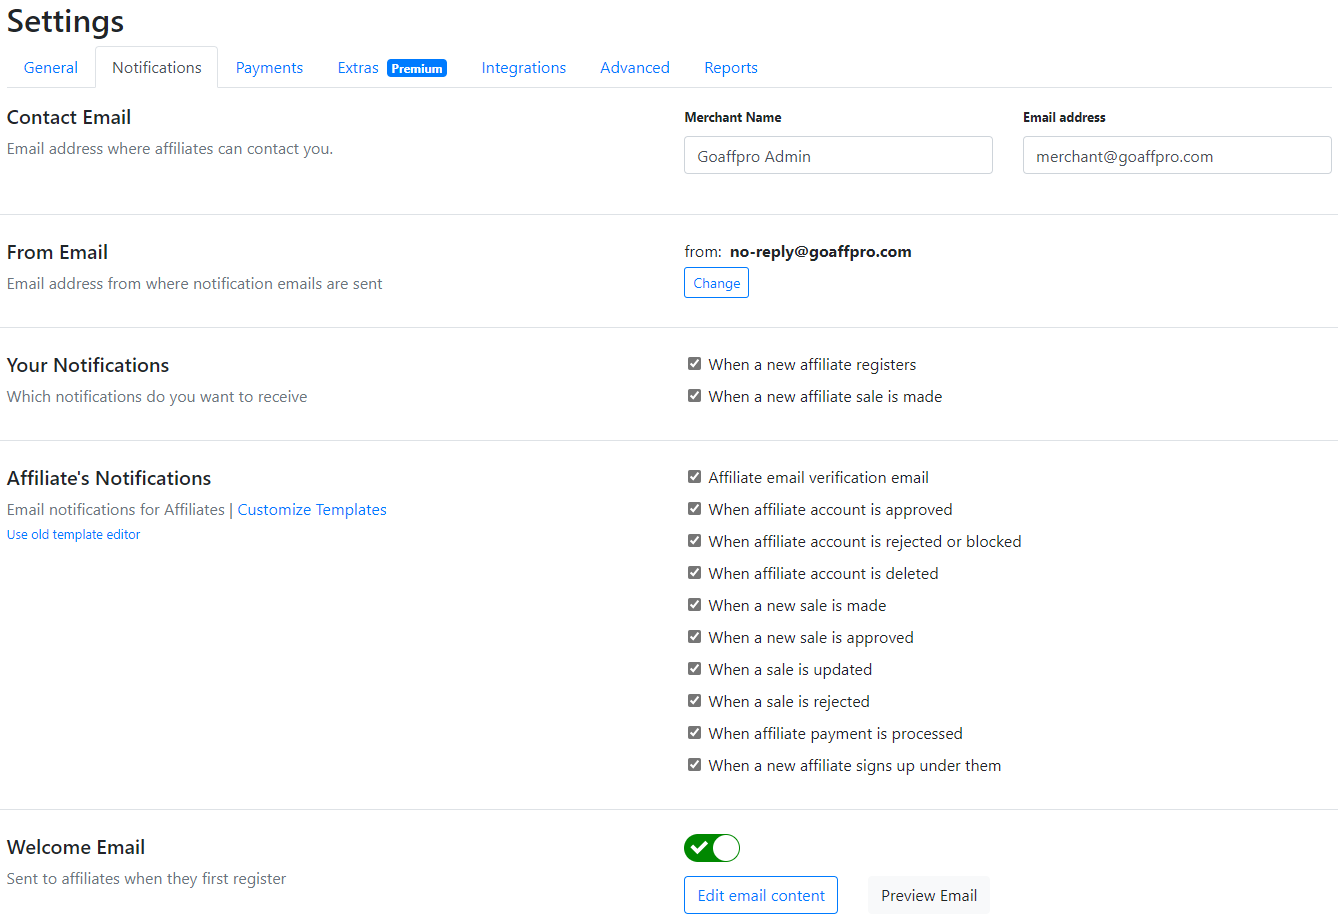 Settings
General Notifications Payments Extras Premium Integrations Advanced Reports
Contact Email
Email address where affiliates can contact you.
Merchant Name
Goaffpro Admin
Email address
merchant@goaffpro.com
From Email
Email address from where notification emails are sent
from: no-reply@goaffpro.com
Change
Your Notifications
Which notifications do you want to receive
When a new affiliate registers
When a new affiliate sale is made
Affiliate's Notifications
Email notifications for Affiliates | Customize Templates
Use old template editor
Affiliate email verification email
When affiliate account is approved
When affiliate account is rejected or blocked
When affiliate account is deleted
When a new sale is made
When a new sale is approved
When a sale is updated
When a sale is rejected
When affiliate payment is processed
When a new affiliate signs up under them
Welcome Email
Sent to affiliates when they first register
Edit email content
Preview Email